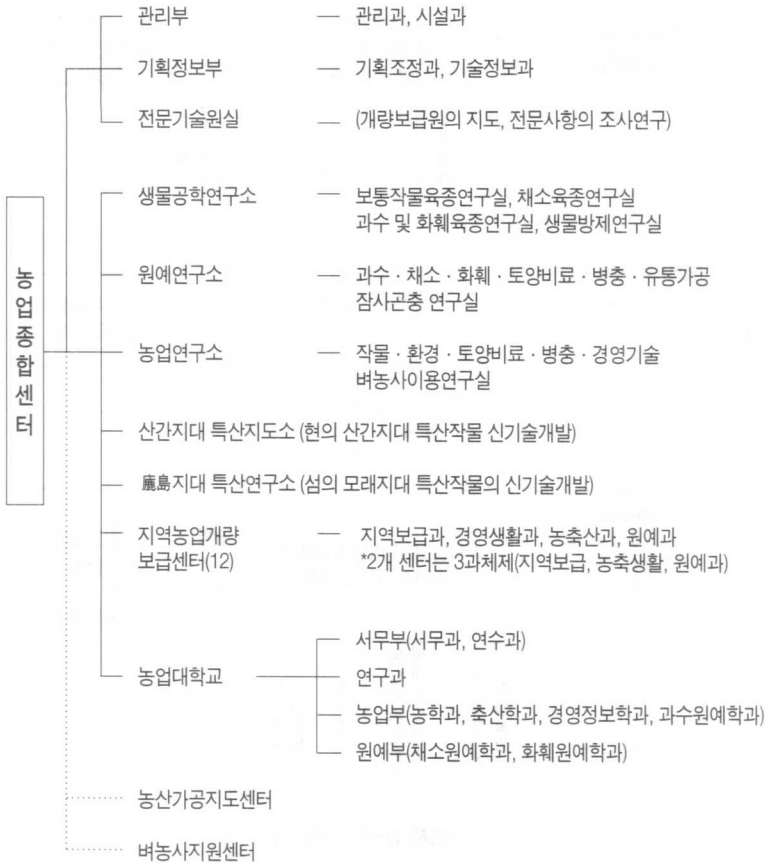 관리부 — 관리과, 시설과
기획정보부 — 기획조정과, 기술정보과
전문기술원실 — (개량보급원의 지도, 전문사항의 조사연구)
생물공학연구소 — 보통작물육종연구실, 채소육종연구실
과수 및 화훼육종연구실, 생물방제연구실
원예연구소 — 과수 · 채소 · 화훼 · 토양비료 · 병충 · 유통가공
잠사곤충 연구실
농업종합센터
농업연구소 — 작물 · 환경 · 토양비료 · 병충 · 경영기술
벼농사이용연구실
산간지대 특산지도소 (현의 산간지대 특산작물 신기술개발)
鹿島지대 특산연구소 (섬의 모래지대 특산작물의 신기술개발)
지역농업개량 — 지역보급과, 경영생활과, 농축산과, 원예과
보급센터(12) *2개 센터는 3과체제(지역보급, 농축생활, 원예과)
서무부(서무과, 연수과)
농업대학교 — 연구과
농업부(농학과, 축산학과, 경영정보학과, 과수원예학과)
원예부(채소원예학과, 화훼원예학과)
농산가공지도센터
벼농사지원센터